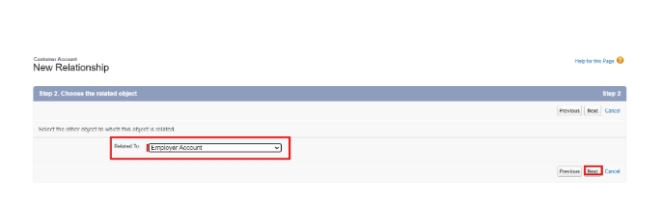 Customer Account
New Relationship
Help for this Page
Step 2. Choose the related object
Step 2
Previous Next Cancel
Select the other object to which this object is related
Related To Employer Account
Previous Next Cancel